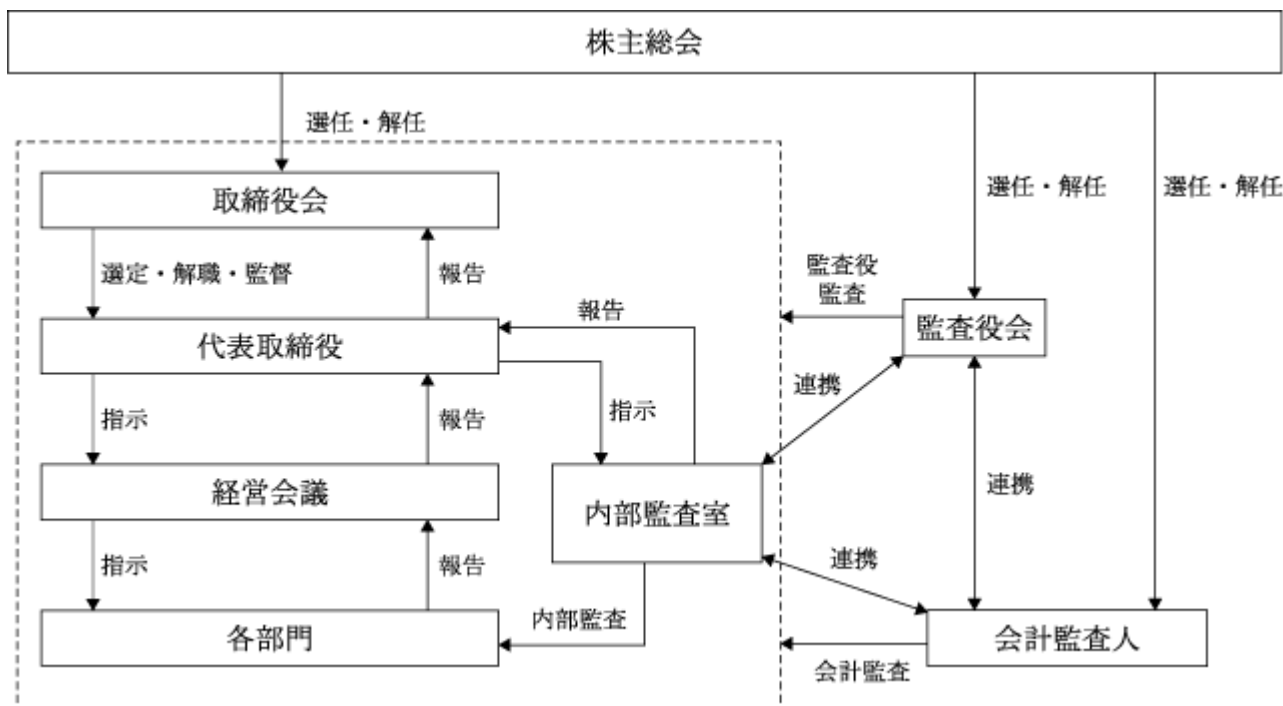 株主総会
選任・解任
取締役会
選任・解任
選任・解任
選定・解職・監督
報告
監査役
監査
報告
監査役会
代表取締役
連携
指示
報告
指示
経営会議
内部監査室
連携
指示
報告
連携
内部監査
各部門
会計監査人
会計監査